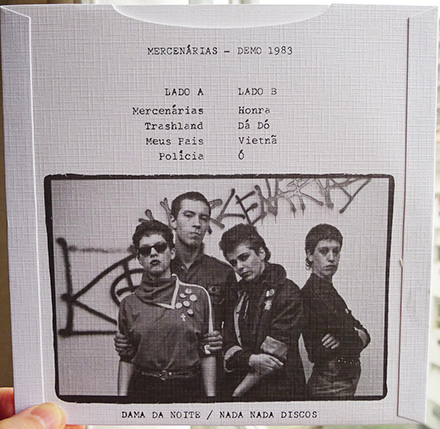 MERCENÁRIAS - DEMO 1983
LADO A LADO B
Mercenárias Honra
Trashland Dá Dó
Meus Pais Vietnã
Polícia Ó
MERCENARIAS
DAMA DA NOITE / NADA NADA DISCOS